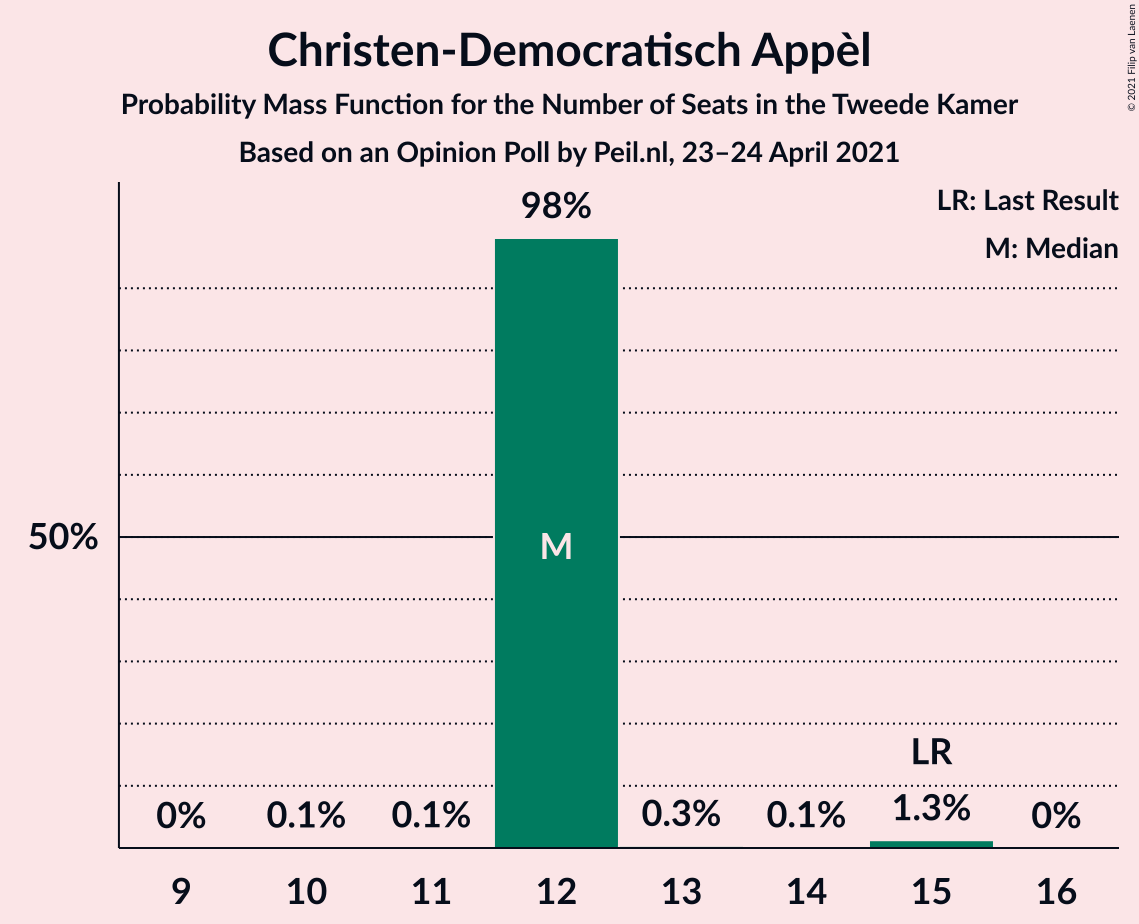 Christen-Democratisch Appèl
Probability Mass Function for the Number of Seats in the Tweede Kamer
Based on an Opinion Poll by Peil.nl, 23–24 April 2021
© 2021 Filip van Laenen
LR: Last Result
M: Median
98%
50%
M
LR
0%
0.1%
0.1%
0.3%
0.1%
1.3%
0%
9
10
11
12
13
14
15
16